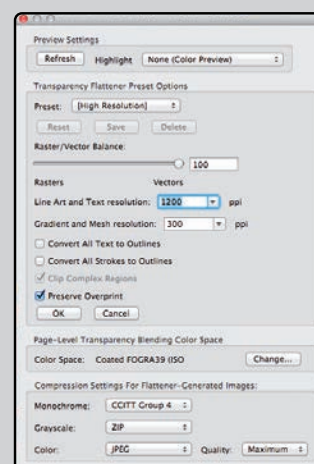 Preview Settings
Refresh Highlight None (Color Preview)
Transparency Flattener Preset Options
Preset: [High Resolution]
Reset Save Delete
Raster/Vector Balance:
100
Rasters Vectors
Line Art and Text resolution: 1200 ppi
Gradient and Mesh resolution: 300 ppi
Convert All Text to Outlines
Convert All Strokes to Outlines
Clip Complex Regions
Preserve Overprint
OK Cancel
Page-Level Transparency Blending Color Space
Color Space: Coated FOGRA39 (ISO Change...
Compression Settings For Flattener-Generated Images:
Monochrome: CCITT Group 4
Grayscale: ZIP
Color: JPEG Quality: Maximum